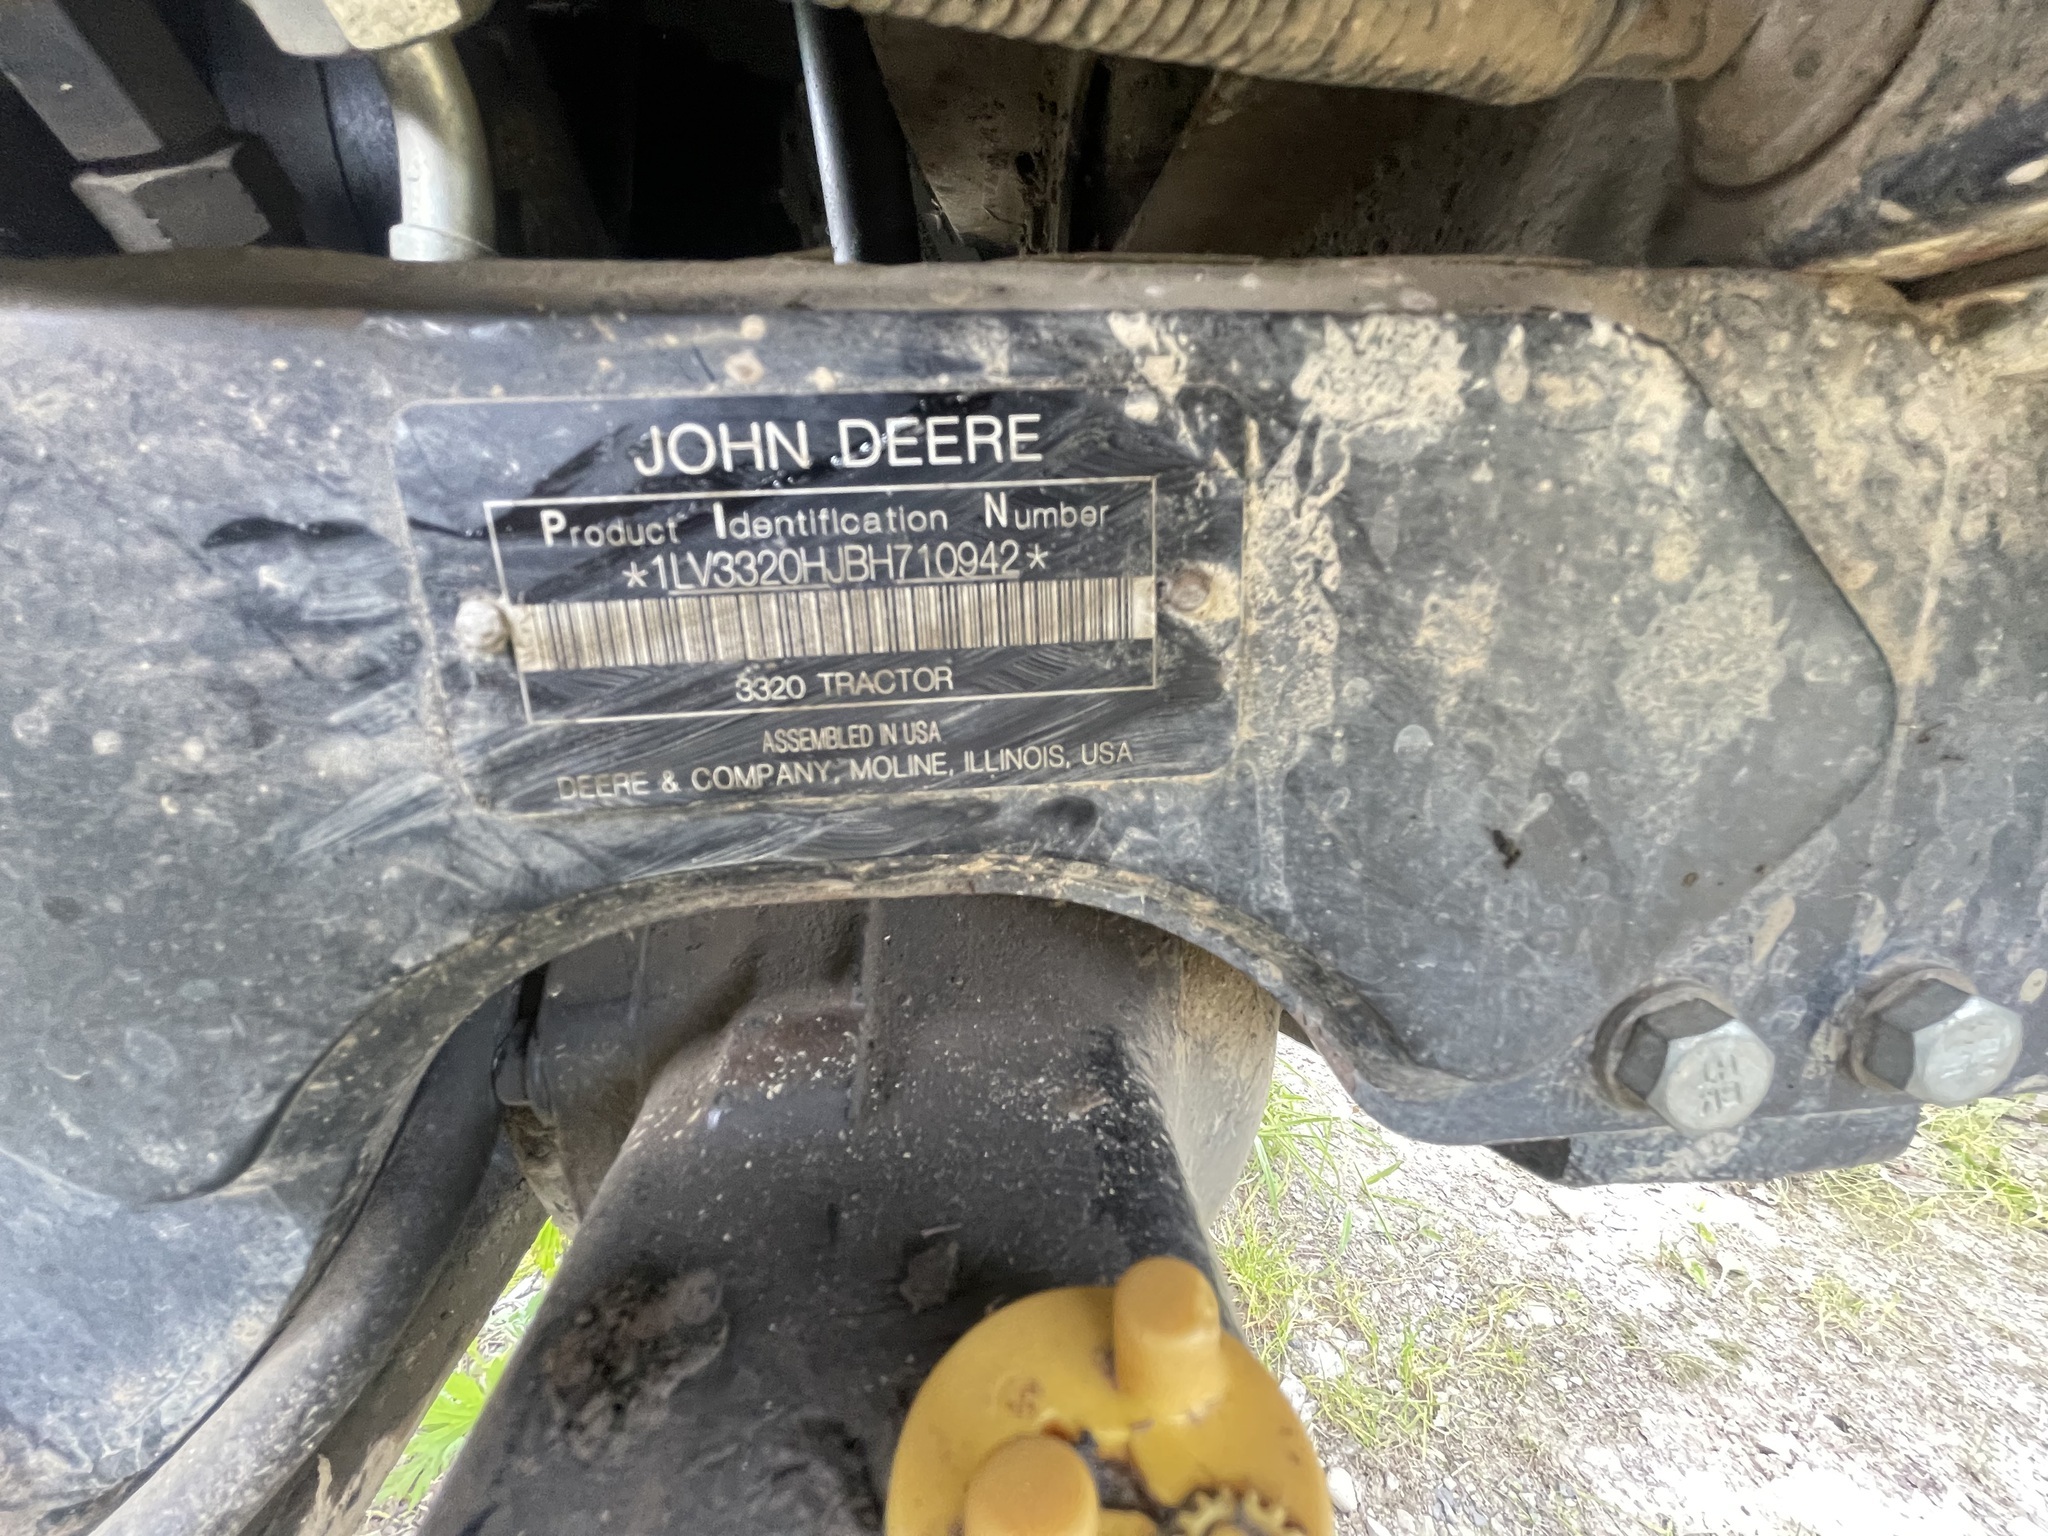 JOHN DEERE
Product Identification Number
*1LV3320HJBH710942*
3320 TRACTOR
ASSEMBLED IN USA
DEERE & COMPANY, MOLINE, ILLINOIS, USA